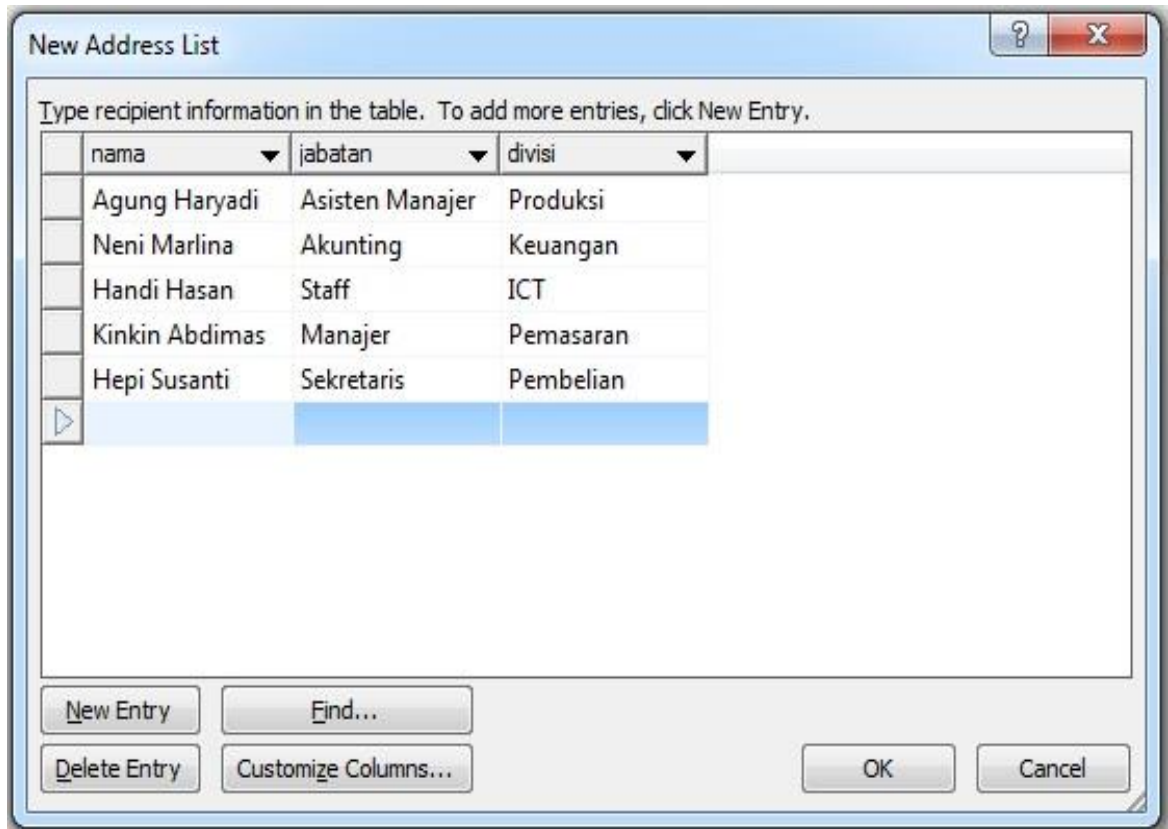 New Address List
Type recipient information in the table. To add more entries, click New Entry.
nama jabatan divisi
Agung Haryadi Asisten Manajer Produksi
Neni Marlina Akunting Keuangan
Handi Hasan Staff ICT
Kinkin Abdimas Manajer Pemasaran
Hepi Susanti Sekretaris Pembelian
New Entry Find...
Delete Entry Customize Columns... OK Cancel